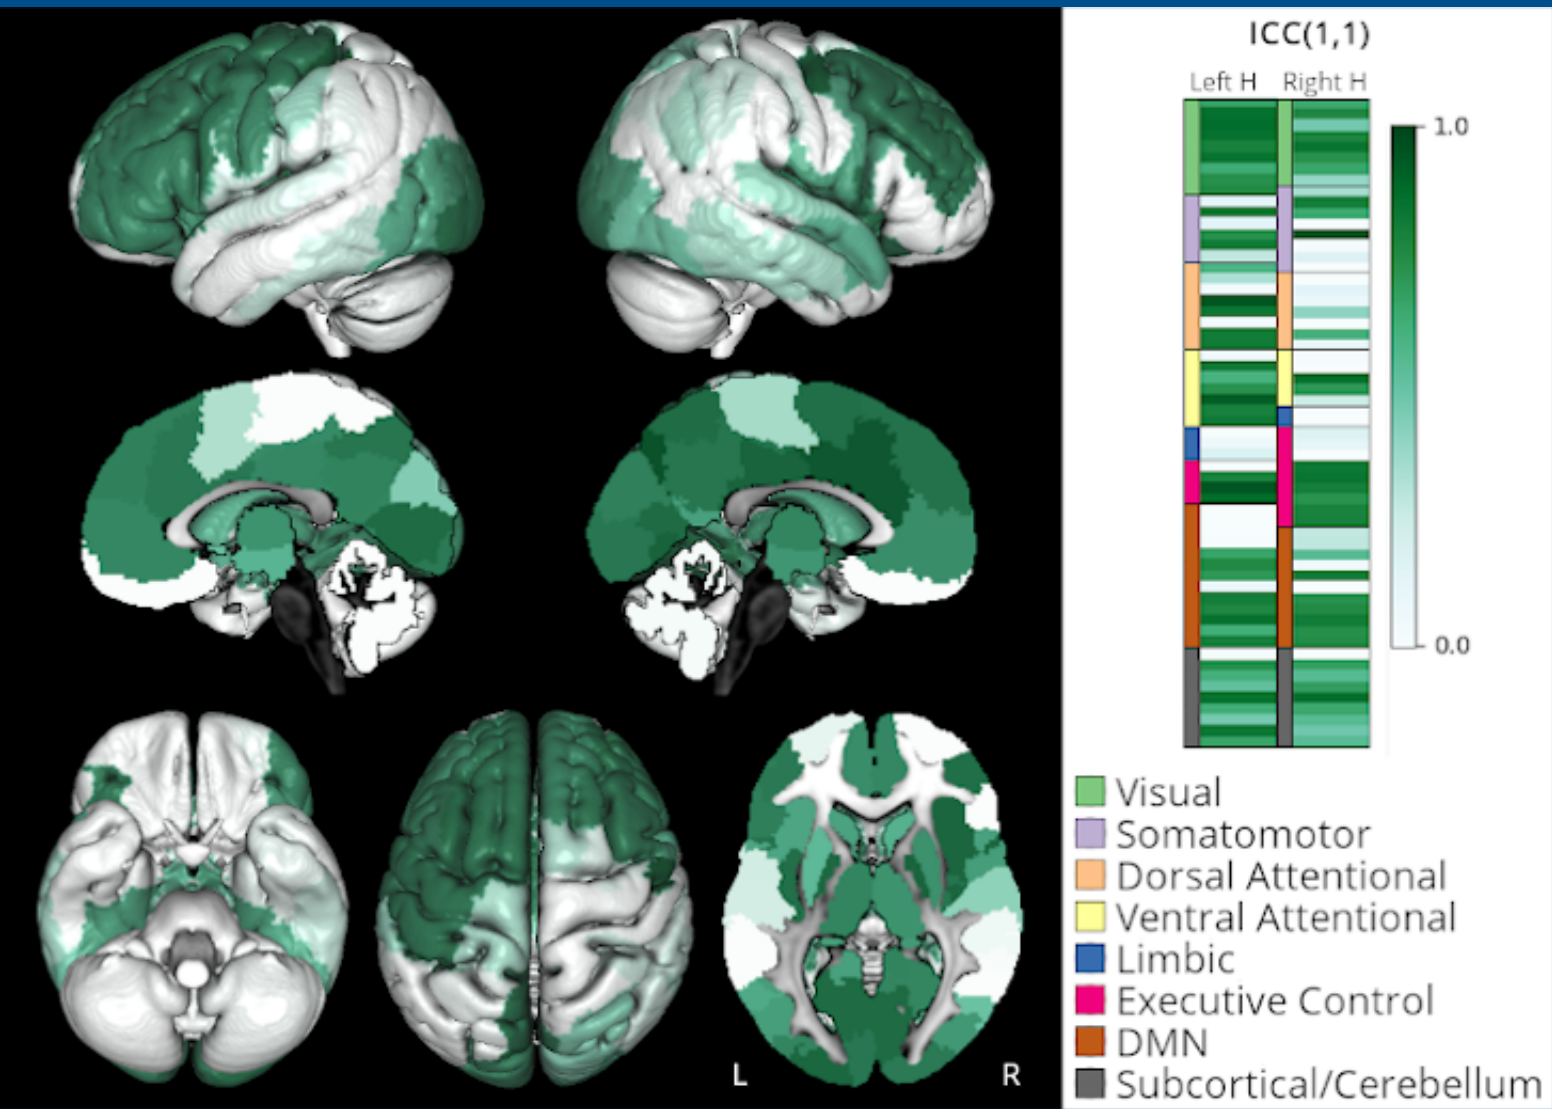 ICC(1,1)
Left H Right H
1.0
0.0
Visual
Somatomotor
Dorsal Attentional
Ventral Attentional
Limbic
Executive Control
DMN
Subcortical/Cerebellum
L R